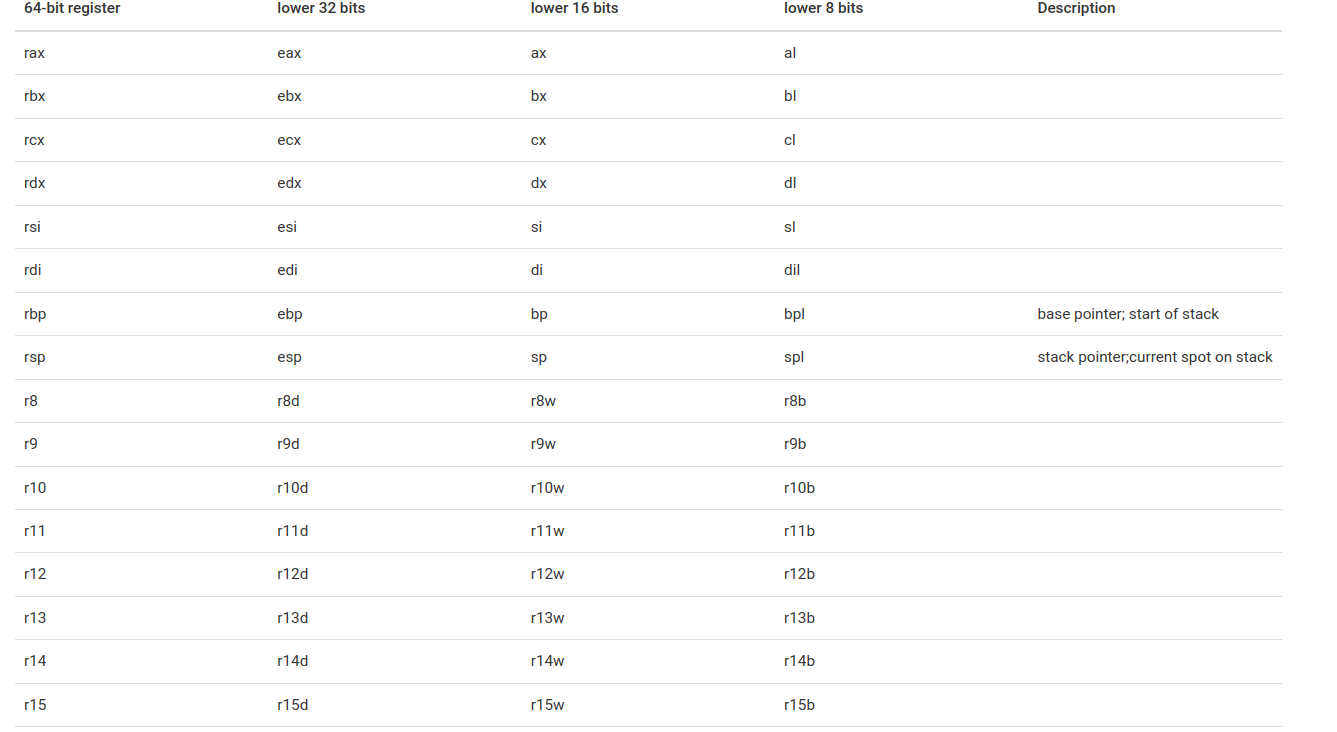 64-bit register lower 32 bits lower 16 bits lower 8 bits Description
rax eax ax al
rbx ebx bx bl
rcx ecx cx cl
rdx edx dx dl
rsi esi si sl
rdi edi di dil
rbp ebp bp bpl base pointer; start of stack
rsp esp sp spl stack pointer;current spot on stack
r8 r8d r8w r8b
r9 r9d r9w r9b
r10 r10d r10w r10b
r11 r11d r11w r11b
r12 r12d r12w r12b
r13 r13d r13w r13b
r14 r14d r14w r14b
r15 r15d r15w r15b